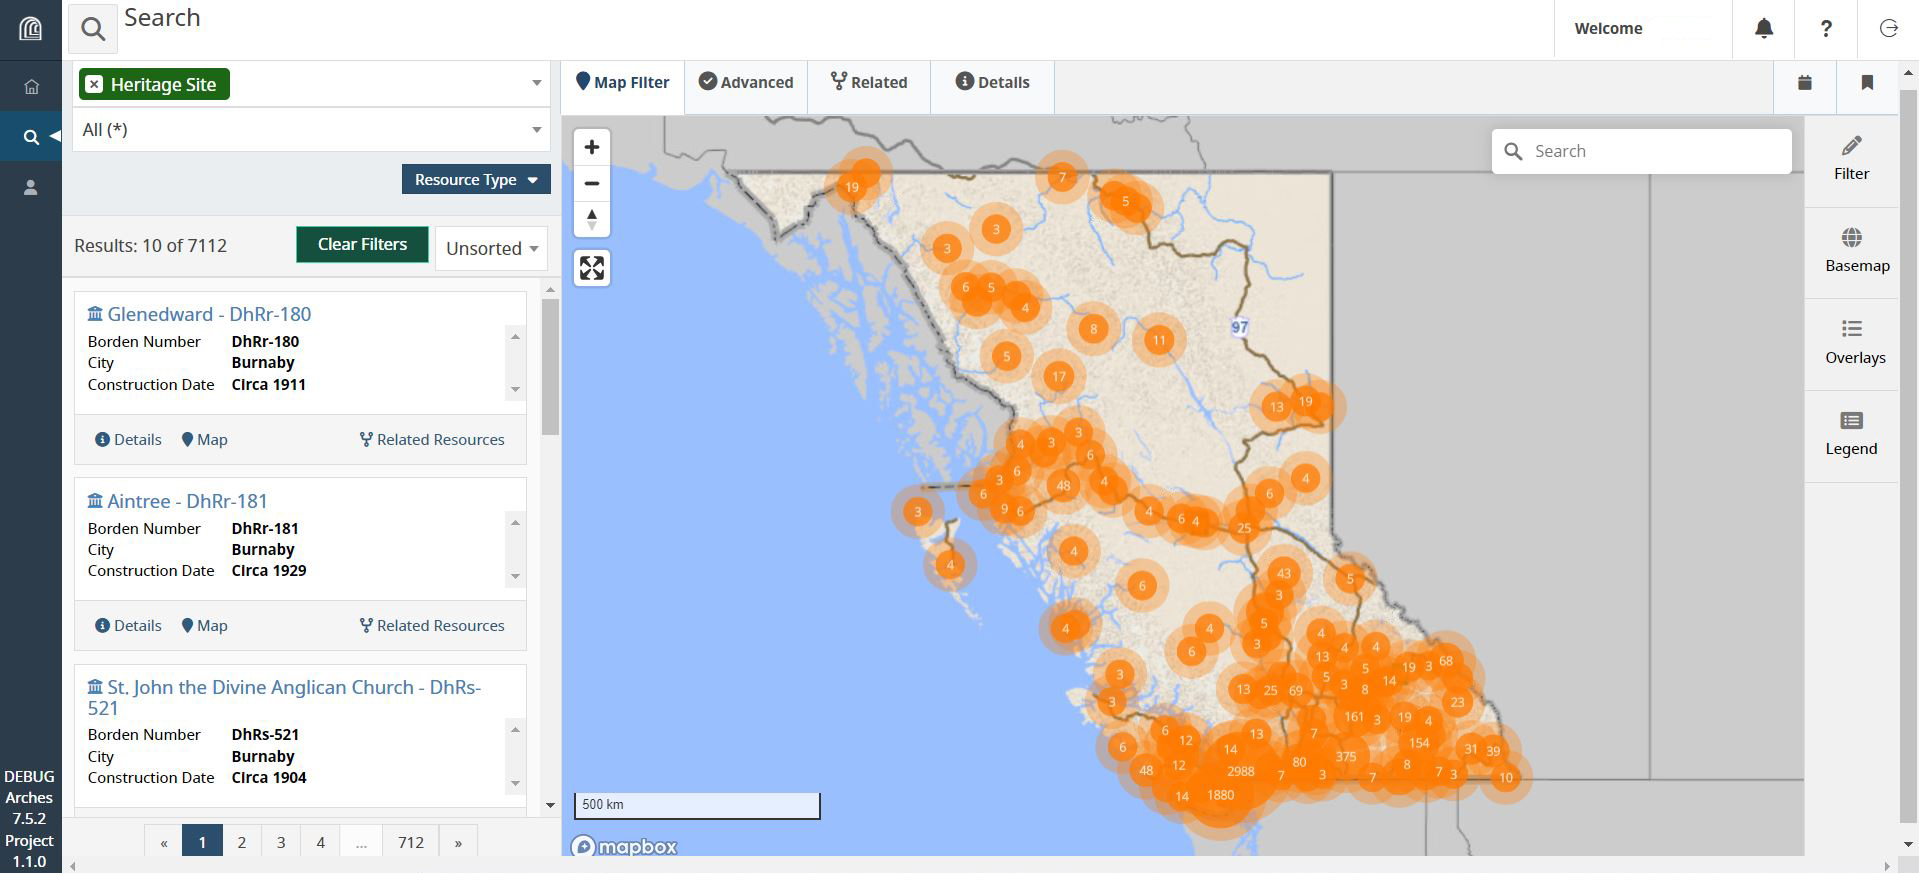 Search
Welcome
?
Heritage Site
All (*)
Resource Type
Results: 10 of 7112
Clear Filters
Unsorted
Glenedward - DhRr-180
Borden Number DhRr-180
City Burnaby
Construction Date Circa 1911
Details Map Related Resources
Aintree - DhRr-181
Borden Number DhRr-181
City Burnaby
Construction Date Circa 1929
Details Map Related Resources
St. John the Divine Anglican Church - DhRs-
521
Borden Number DhRs-521
City Burnaby
Construction Date Circa 1904
« 1 2 3 4 ... 712 »
DEBUG
Arches
7.5.2
Project
1.1.0
Map Filter Advanced Related Details
Search
Filter
Basemap
Overlays
Legend
19
7
5
3
3
6 5
4
8
11
97
5
17
13 19
4 3 3
6
6
3 48 4
6
9 6
3
4
6
4 6 4
25
4
4
6
43
5
3
4
5
4
3
6
4 4 4
13
5 19 3 68
5 3 8 14
3
3
13 25 69
23
161 3 19 4
6 12 13 7
6 14 154 31 39
48 12 2988 7 80 3 375 7 8 7 3 10
14 1880
500 km
mapbox